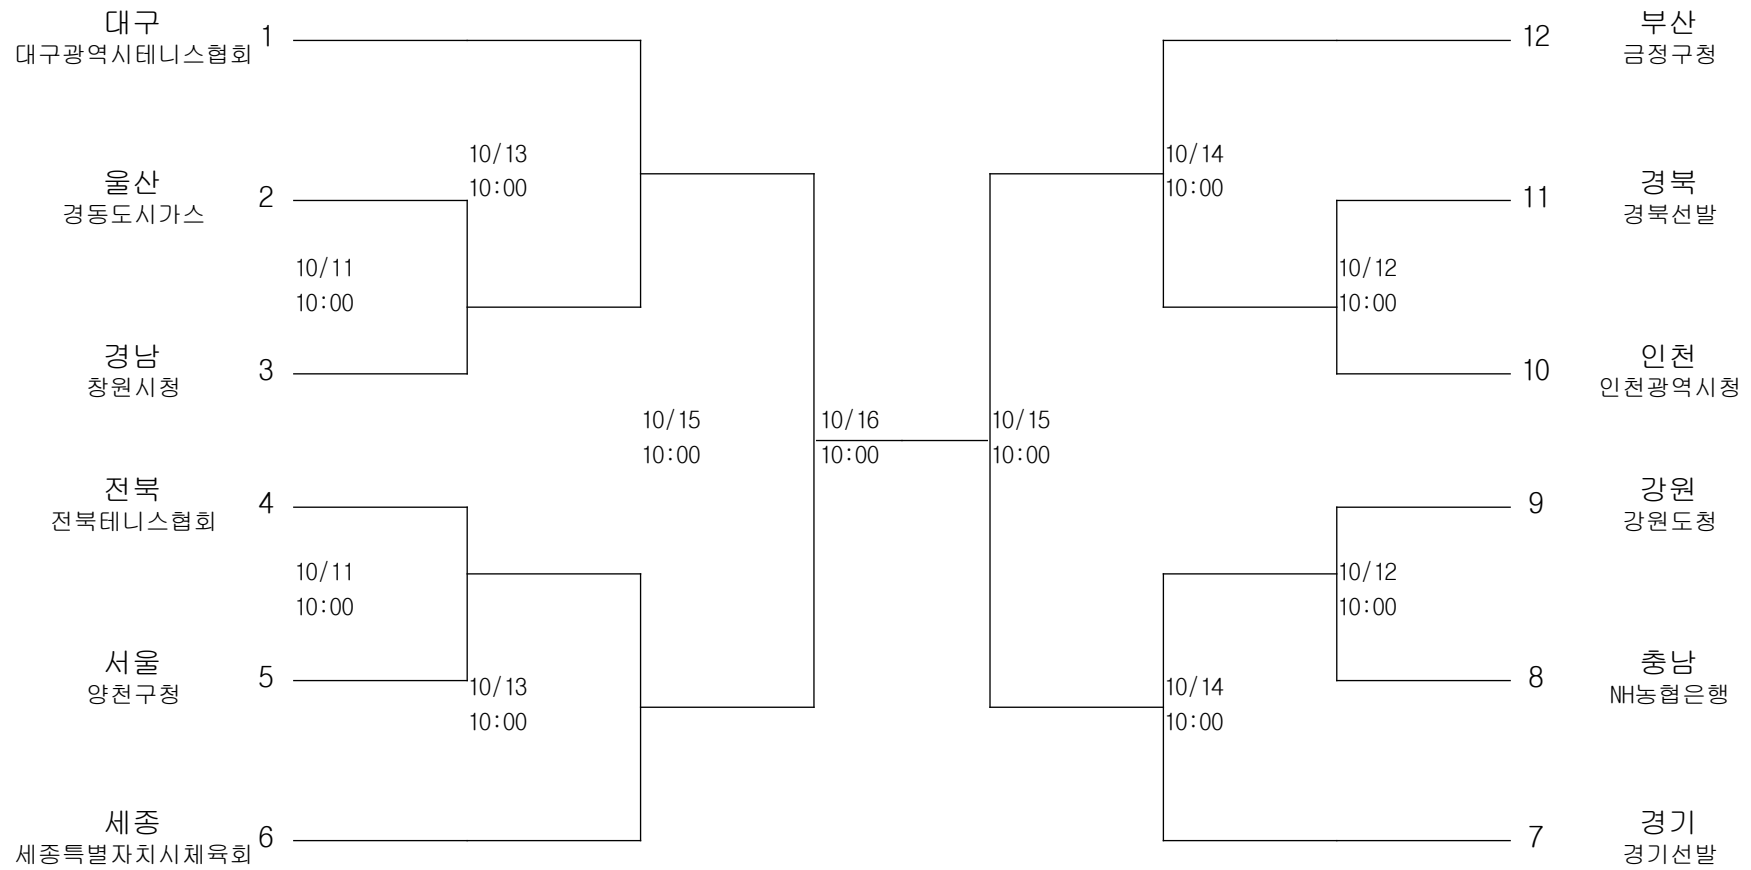 대구
대구광역시테니스협회
1
울산
경동도시가스
2
경남
창원시청
3
전북
전북테니스협회
4
서울
양천구청
5
세종
세종특별자치시체육회
6
10/11
10:00
10/11
10:00
10/13
10:00
10/13
10:00
10/15
10:00
10/16
10:00
10/15
10:00
10/14
10:00
10/14
10:00
10/12
10:00
10/12
10:00
12
부산
금정구청
11
경북
경북선발
10
인천
인천광역시청
9
강원
강원도청
8
충남
NH농협은행
7
경기
경기선발